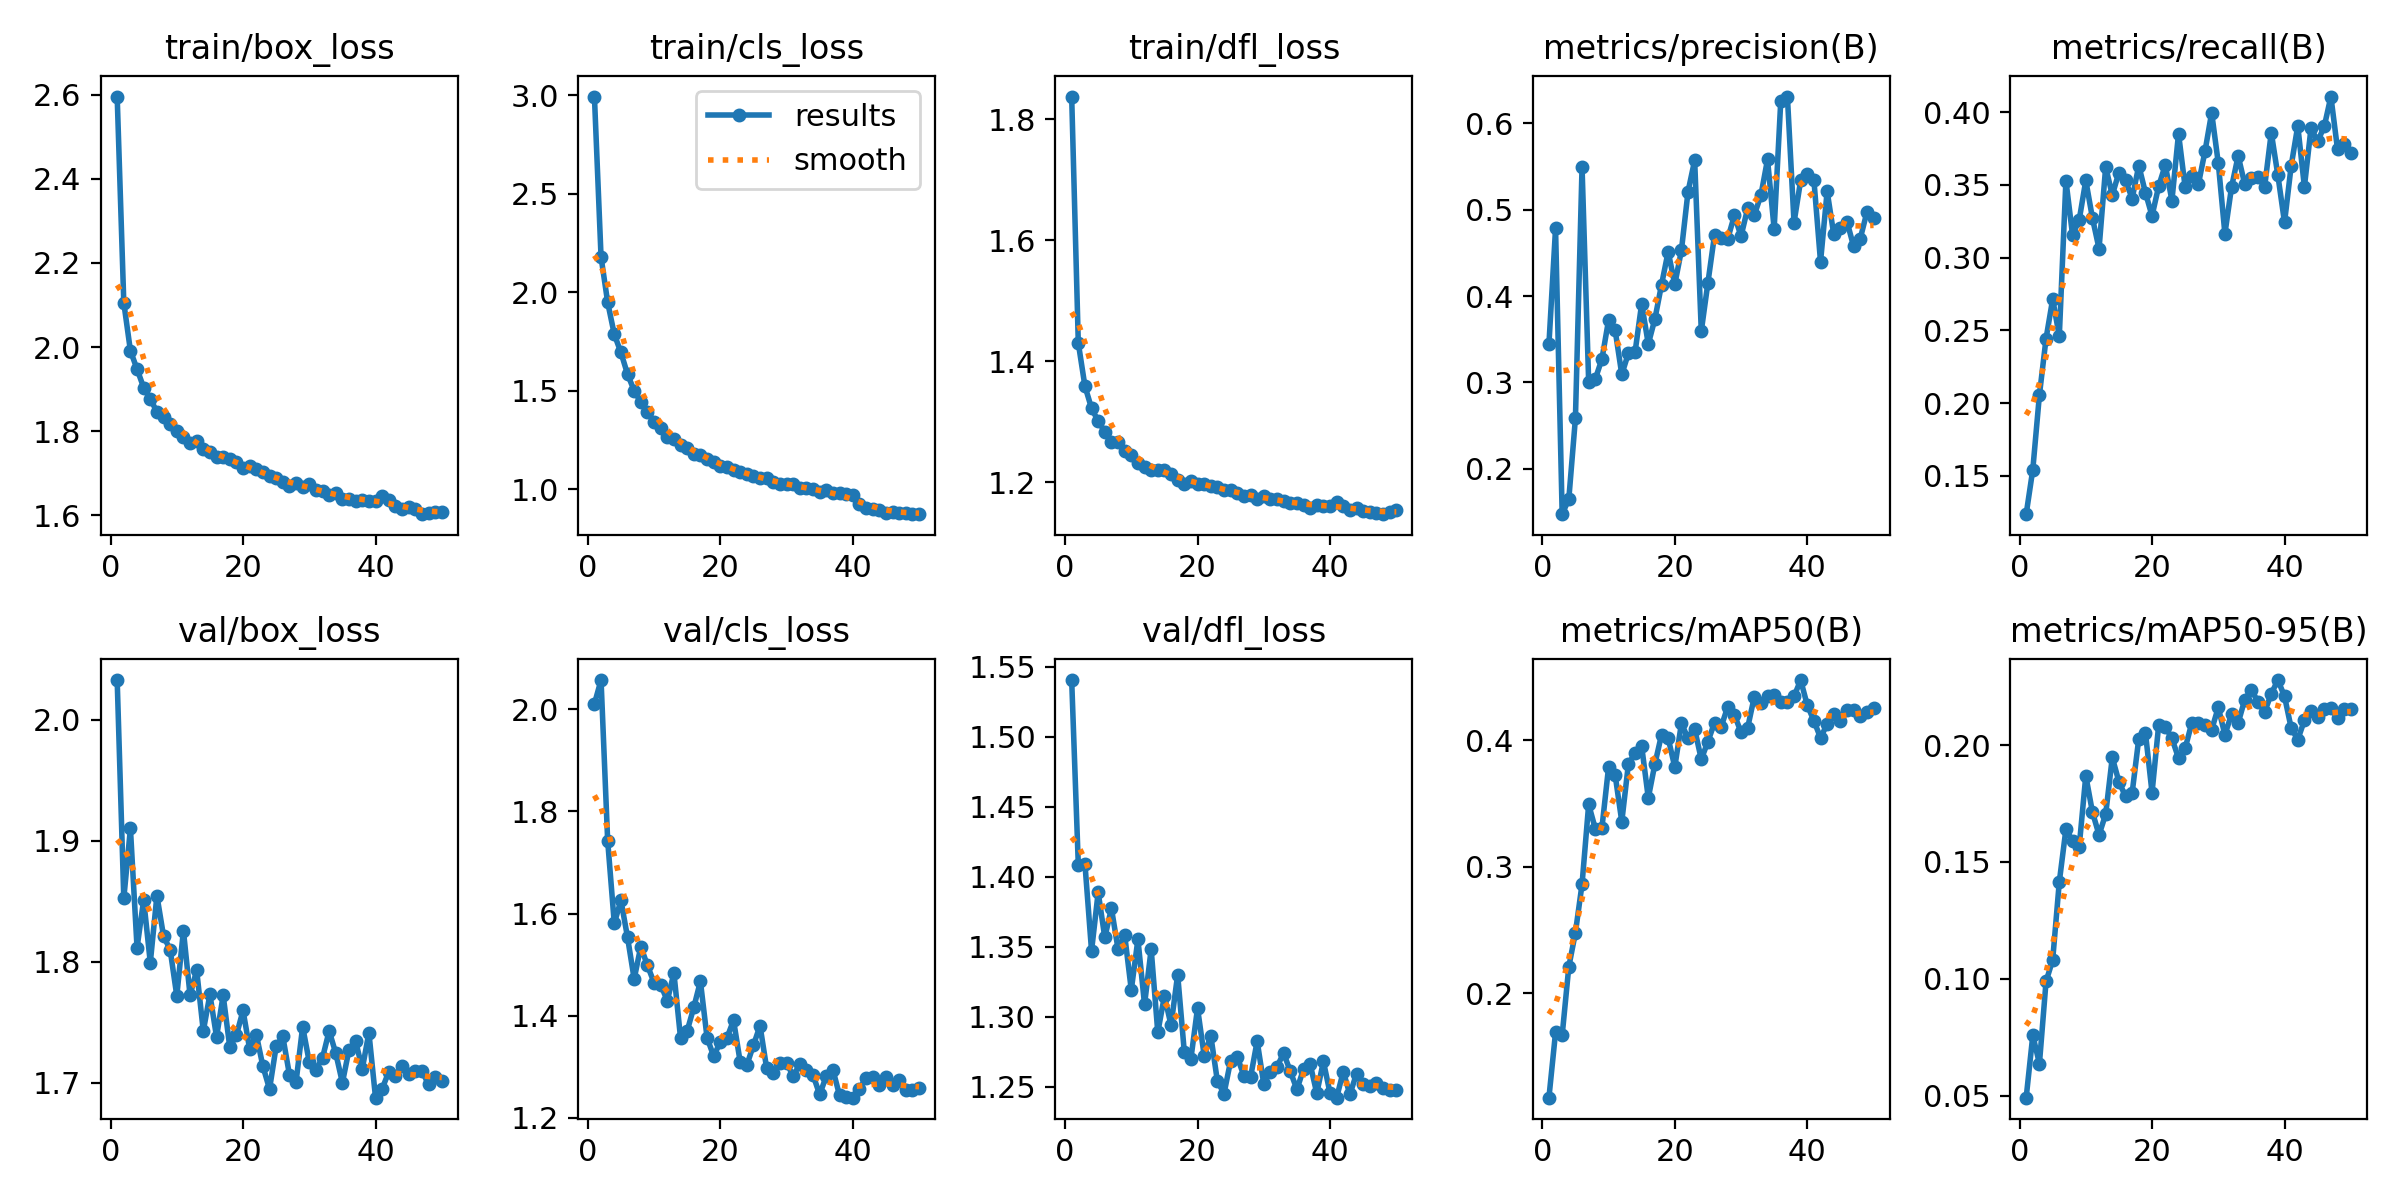 train/box_loss
2.6
2.4
2.2
2.0
1.8
1.6
0 20 40
train/cls_loss
results
smooth
3.0
2.5
2.0
1.5
1.0
0 20 40
train/dfl_loss
1.8
1.6
1.4
1.2
0 20 40
metrics/precision(B)
0.6
0.5
0.4
0.3
0.2
0 20 40
metrics/recall(B)
0.40
0.35
0.30
0.25
0.20
0.15
0 20 40
val/box_loss
2.0
1.9
1.8
1.7
0 20 40
val/cls_loss
2.0
1.8
1.6
1.4
1.2
0 20 40
val/dfl_loss
1.55
1.50
1.45
1.40
1.35
1.30
1.25
0 20 40
metrics/mAP50(B)
0.4
0.3
0.2
0 20 40
metrics/mAP50-95(B)
0.20
0.15
0.10
0.05
0 20 40